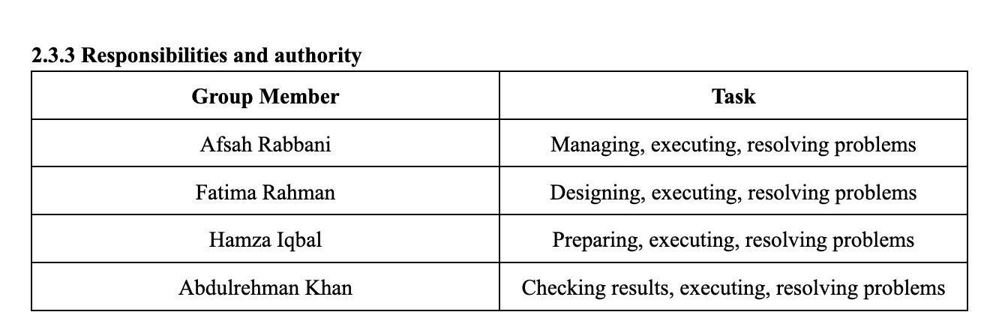 2.3.3 Responsibilities and authority
Group Member Task
Afsah Rabbani Managing, executing, resolving problems
Fatima Rahman Designing, executing, resolving problems
Hamza Iqbal Preparing, executing, resolving problems
Abdulrehman Khan Checking results, executing, resolving problems